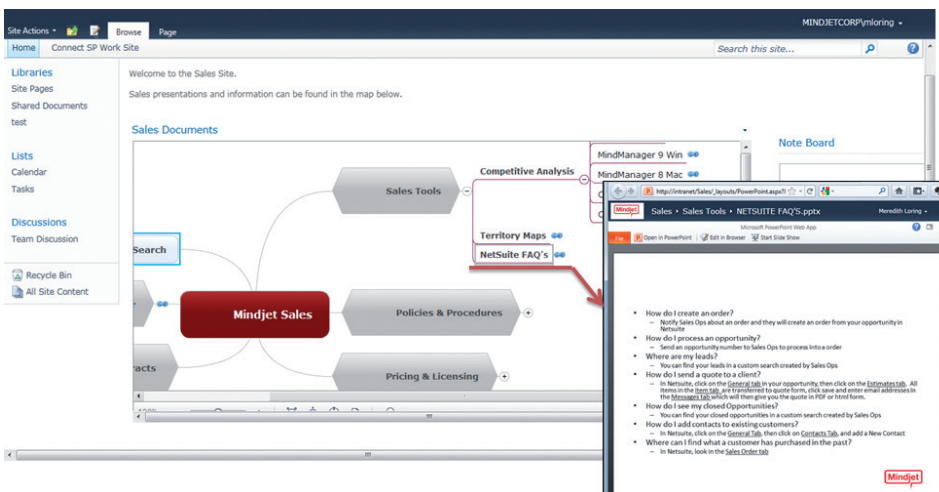 MINDJETCORP\mloring
Site Actions
Browse
Page
Home
Connect SP Work Site
Search this site...
Libraries
Site Pages
Shared Documents
test
Lists
Calendar
Tasks
Discussions
Team Discussion
Recycle Bin
All Site Content
Welcome to the Sales Site.
Sales presentations and information can be found in the map below.
Sales Documents
Note Board
MindManager 9 Win
Competitive Analysis
MindManager 8 Mac
Sales Tools
Territory Maps
NetSuite FAQ's
Search
Mindjet Sales
Policies & Procedures
racts
Pricing & Licensing
http://intranet/Sales/_layouts/PowerPoint.aspx?
Mindjet
Sales ▸ Sales Tools ▸ NETSUITE FAQ'S.pptx
Meredith Loring
Microsoft PowerPoint Web App
File
Open in PowerPoint
Edit in Browser
Start Slide Show
• How do I create an order?
– Notify Sales Ops about an order and they will create an order from your opportunity in
Netsuite
• How do I process an opportunity?
– Send an opportunity number to Sales Ops to process Into a order
• Where are my leads?
– You can find your leads in a custom search created by Sales Ops
• How do I send a quote to a client?
– In Netsuite, click on the General tab in your opportunity, then click on the Estimates tab. All
items in the Item tab are transferred to quote form, click save and enter email addresses In
the Messages tab which will then give you the quote in PDF or html form.
• How do I see my closed Opportunities?
– You can find your closed opportunities in a custom search created by Sales Ops
• How do I add contacts to existing customers?
– In Netsuite, click on the General Tab, then click on Contacts Tab, and add a New Contact
• Where can I find what a customer has purchased in the past?
– In Netsuite, look in the Sales Order tab
Mindjet